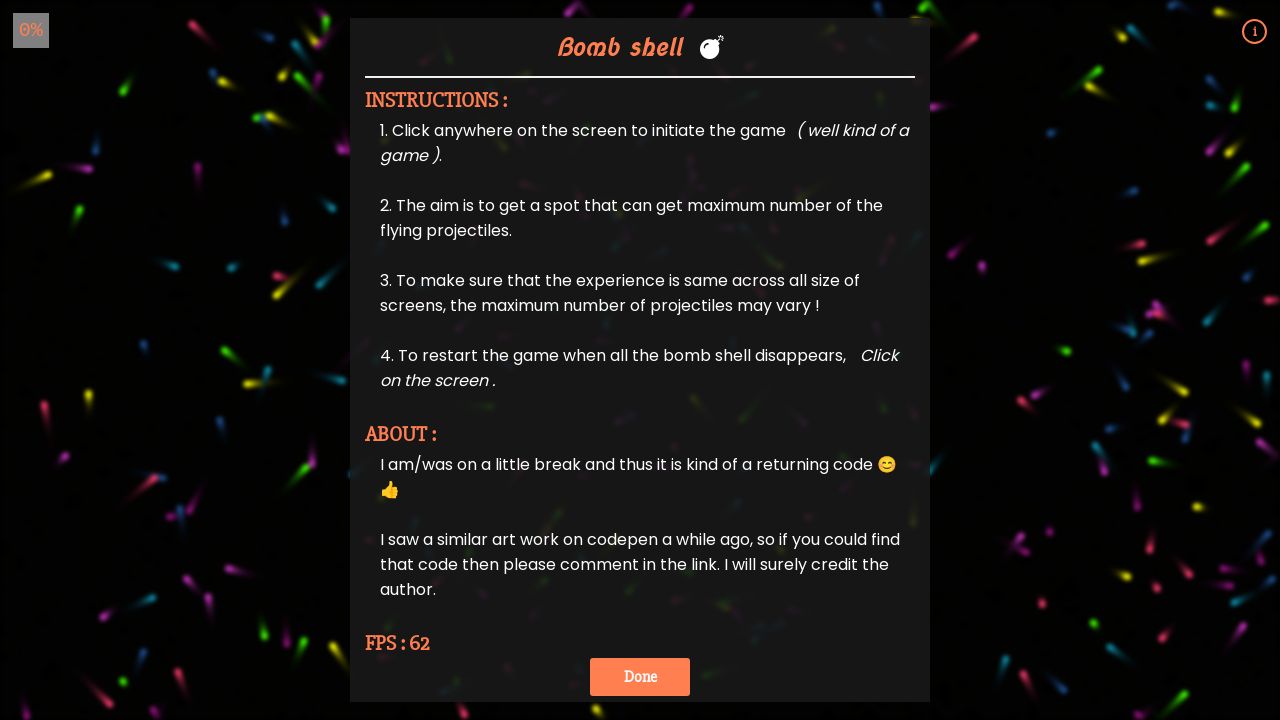 0%
i
Bomb shell 💣
INSTRUCTIONS :
1. Click anywhere on the screen to initiate the game ( well kind of a
game ).
2. The aim is to get a spot that can get maximum number of the
flying projectiles.
3. To make sure that the experience is same across all size of
screens, the maximum number of projectiles may vary !
4. To restart the game when all the bomb shell disappears, Click
on the screen .
ABOUT :
I am/was on a little break and thus it is kind of a returning code 😊
👍
I saw a similar art work on codepen a while ago, so if you could find
that code then please comment in the link. I will surely credit the
author.
FPS : 62
Done